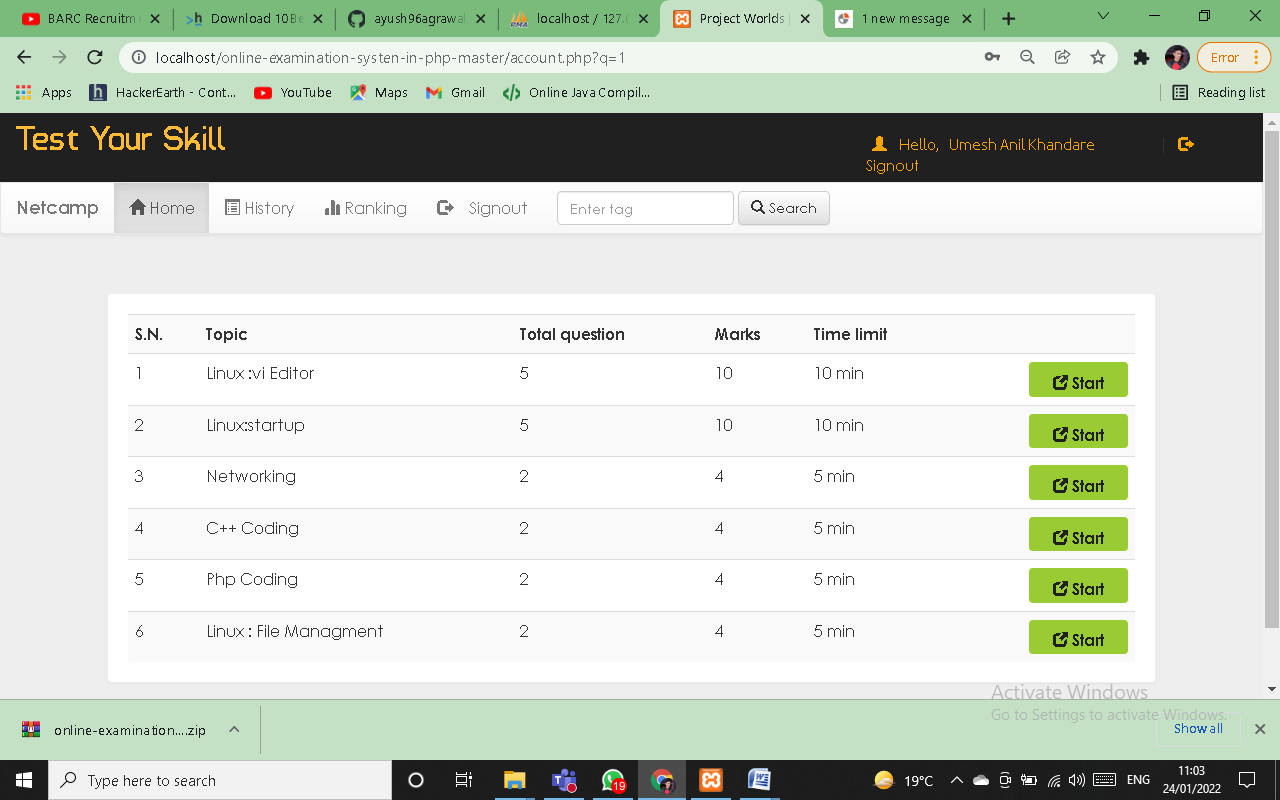 BARC Recruitm
Download 10Be
ayush96agrawal
localhost / 127.0
Project Worlds
1 new message
localhost/online-examination-systen-in-php-master/account.php?q=1
Error
Apps
HackerEarth - Cont...
YouTube
Maps
Gmail
Online Java Compil...
Reading list
Test Your Skill
Hello, Umesh Anil Khandare
Signout
Netcamp
Home
History
Ranking
Signout
Enter tag
Search
S.N. Topic Total question Marks Time limit
1 Linux :vi Editor 5 10 10 min Start
2 Linux:startup 5 10 10 min Start
3 Networking 2 4 5 min Start
4 C++ Coding 2 4 5 min Start
5 Php Coding 2 4 5 min Start
6 Linux : File Managment 2 4 5 min Start
Activate Windows
Go to Settings to activate Windows.
online-examination....zip
Show all
Type here to search
19
19°C
ENG
11:03
24/01/2022